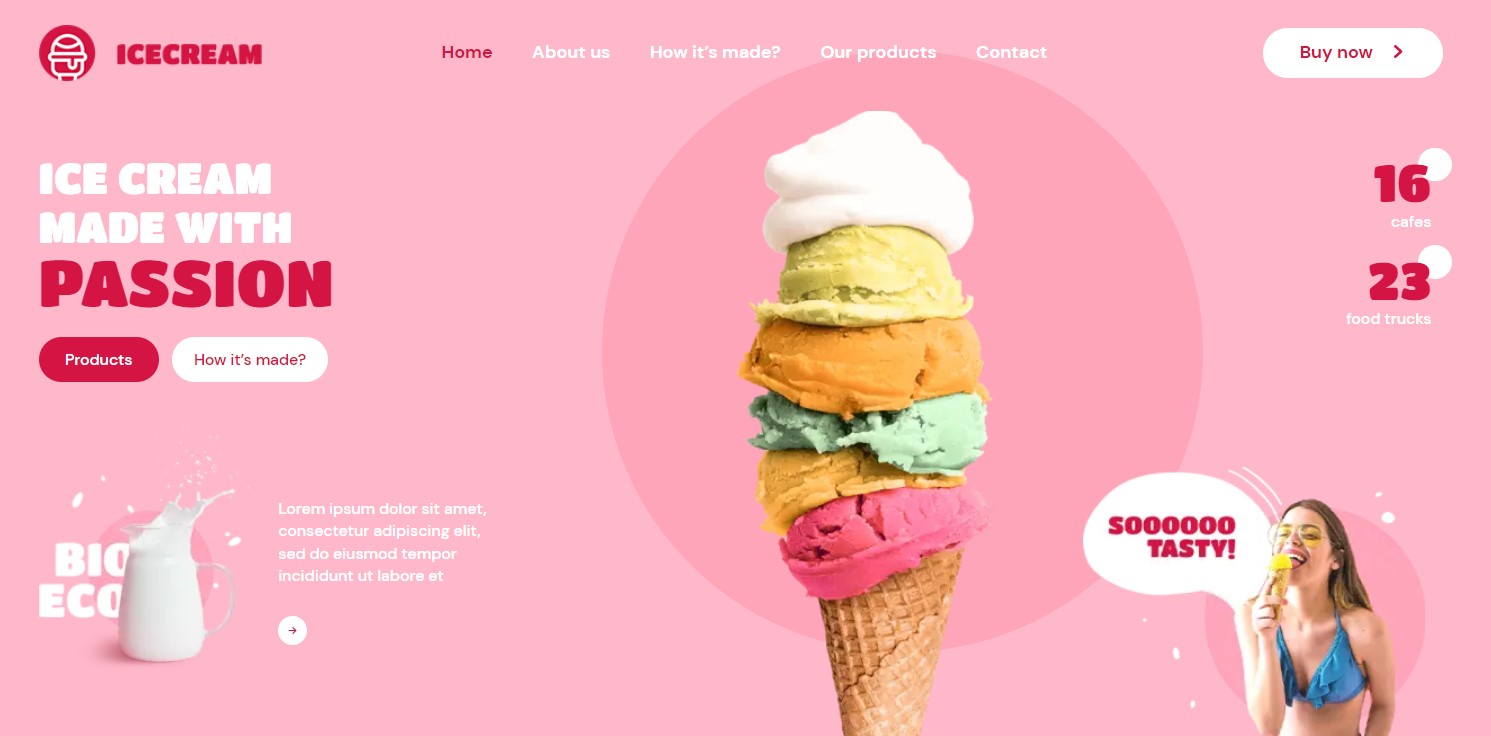 ICECREAM
Home About us How it’s made? Our products Contact
Buy now
ICE CREAM
MADE WITH
PASSION
Products How it’s made?
16
cafes
23
food trucks
BIO
ECO
Lorem ipsum dolor sit amet,
consectetur adipiscing elit,
sed do eiusmod tempor
incididunt ut labore et
SOOOOOO
TASTY!